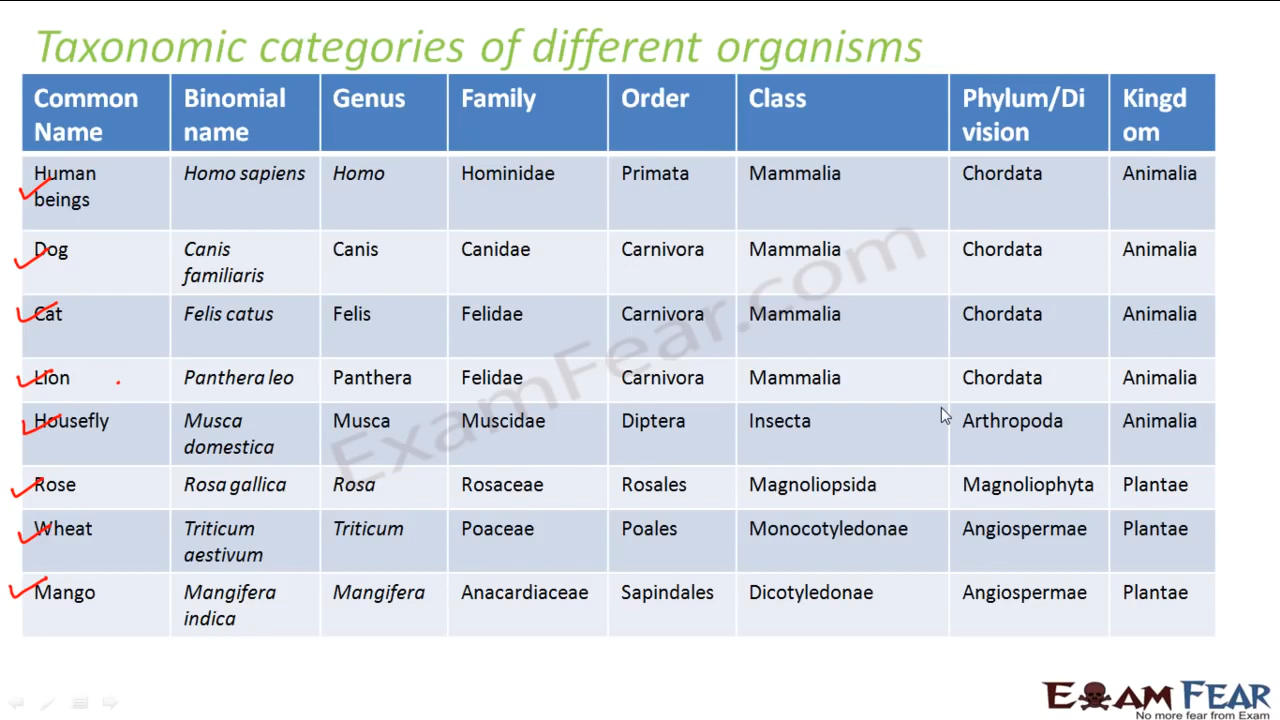 Taxonomic categories of different organisms
Common Name | Binomial name | Genus | Family | Order | Class | Phylum/Di vision | Kingd om
Human beings | Homo sapiens | Homo | Hominidae | Primata | Mammalia | Chordata | Animalia
Dog | Canis familiaris | Canis | Canidae | Carnivora | Mammalia | Chordata | Animalia
Cat | Felis catus | Felis | Felidae | Carnivora | Mammalia | Chordata | Animalia
Lion | Panthera leo | Panthera | Felidae | Carnivora | Mammalia | Chordata | Animalia
Housefly | Musca domestica | Musca | Muscidae | Diptera | Insecta | Arthropoda | Animalia
Rose | Rosa gallica | Rosa | Rosaceae | Rosales | Magnoliopsida | Magnoliophyta | Plantae
Wheat | Triticum aestivum | Triticum | Poaceae | Poales | Monocotyledonae | Angiospermae | Plantae
Mango | Mangifera indica | Mangifera | Anacardiaceae | Sapindales | Dicotyledonae | Angiospermae | Plantae
ExamFear.com
EXAM FEAR
No more fear from Exam